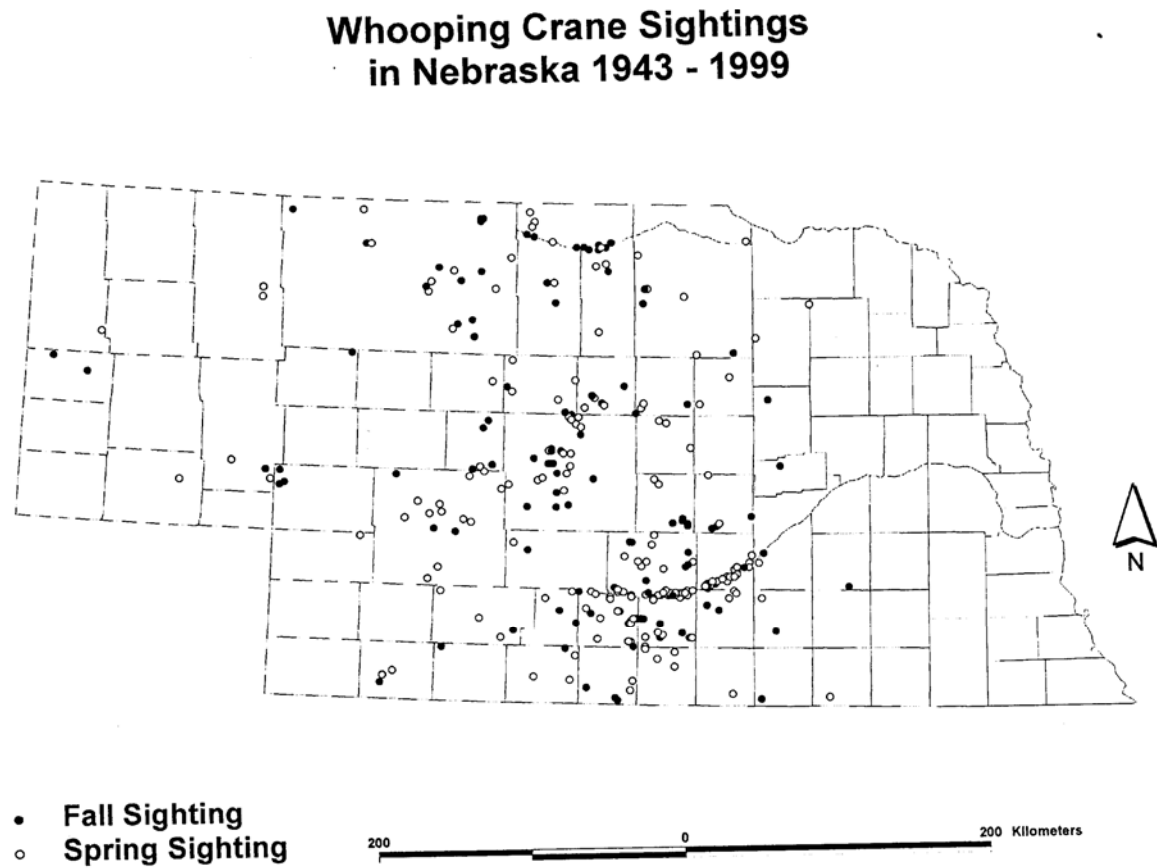 Whooping Crane Sightings
in Nebraska 1943 - 1999
N
Fall Sighting
Spring Sighting
200 0 200 Kilometers